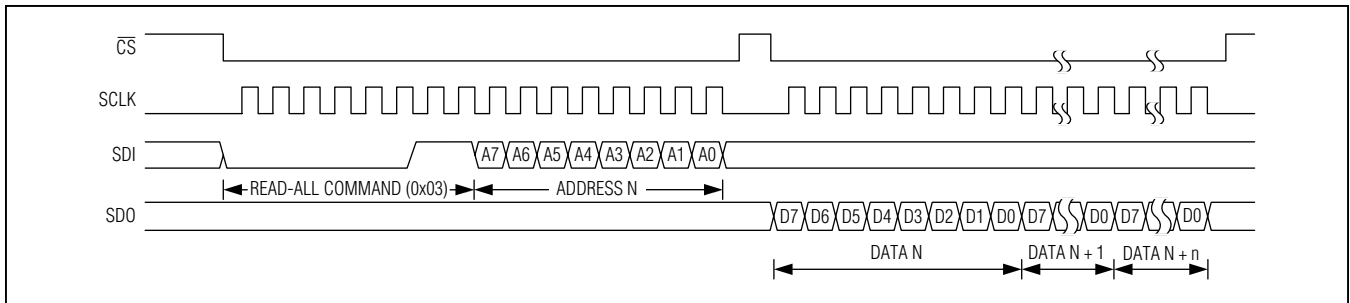 CS
SCLK
SDI A7 A6 A5 A4 A3 A2 A1 A0
READ-ALL COMMAND (0x03) ADDRESS N
SDO D7 D6 D5 D4 D3 D2 D1 D0 D7 D0 D7 D0
DATA N DATA N + 1 DATA N + n